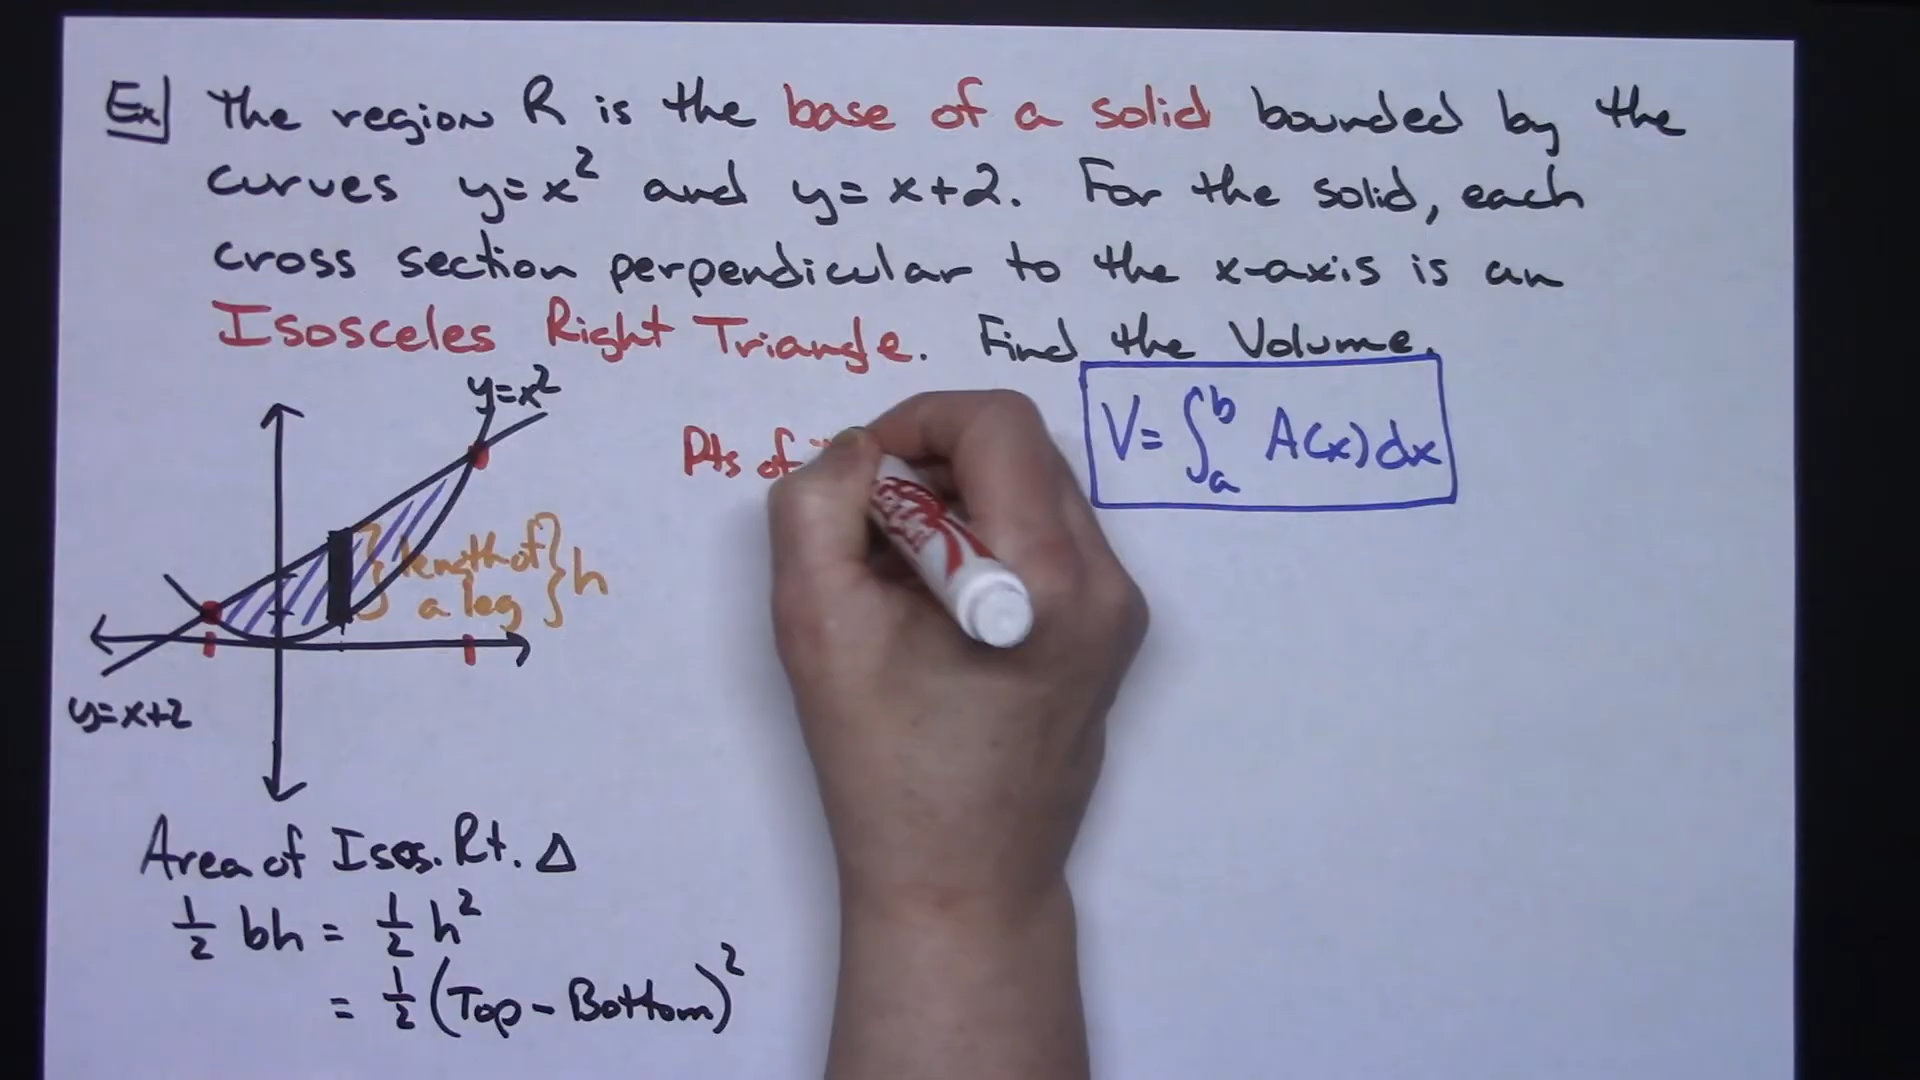 Ex The region R is the base of a solid bounded by the
curves y=x² and y=x+2. For the solid, each
cross section perpendicular to the x-axis is an
Isosceles Right Triangle. Find the Volume.
y=x²
Pts of
V= ∫ₐᵇ A(x)dx
} length of
a leg } h
y=x+2
Area of Isos. Rt. Δ
½ bh = ½ h²
= ½ (Top - Bottom)²